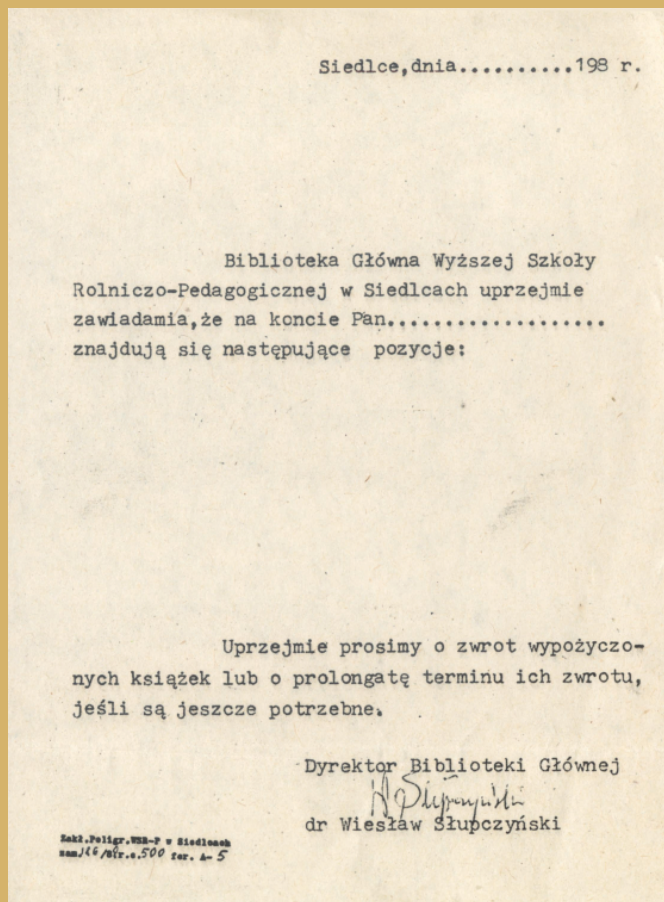 Siedlce,dnia..........198 r.
Biblioteka Główna Wyższej Szkoły
Rolniczo-Pedagogicznej w Siedlcach uprzejmie
zawiadamia,że na koncie Pan...................
znajdują się następujące pozycje:
Uprzejmie prosimy o zwrot wypożyczo-
nych książek lub o prolongatę terminu ich zwrotu,
jeśli są jeszcze potrzebne.
Dyrektor Biblioteki Głównej
W Słupczyński
dr Wiesław Słupczyński
Zakł.Poligr.WSR-P w Siedlcach
zam 500 for. A-5